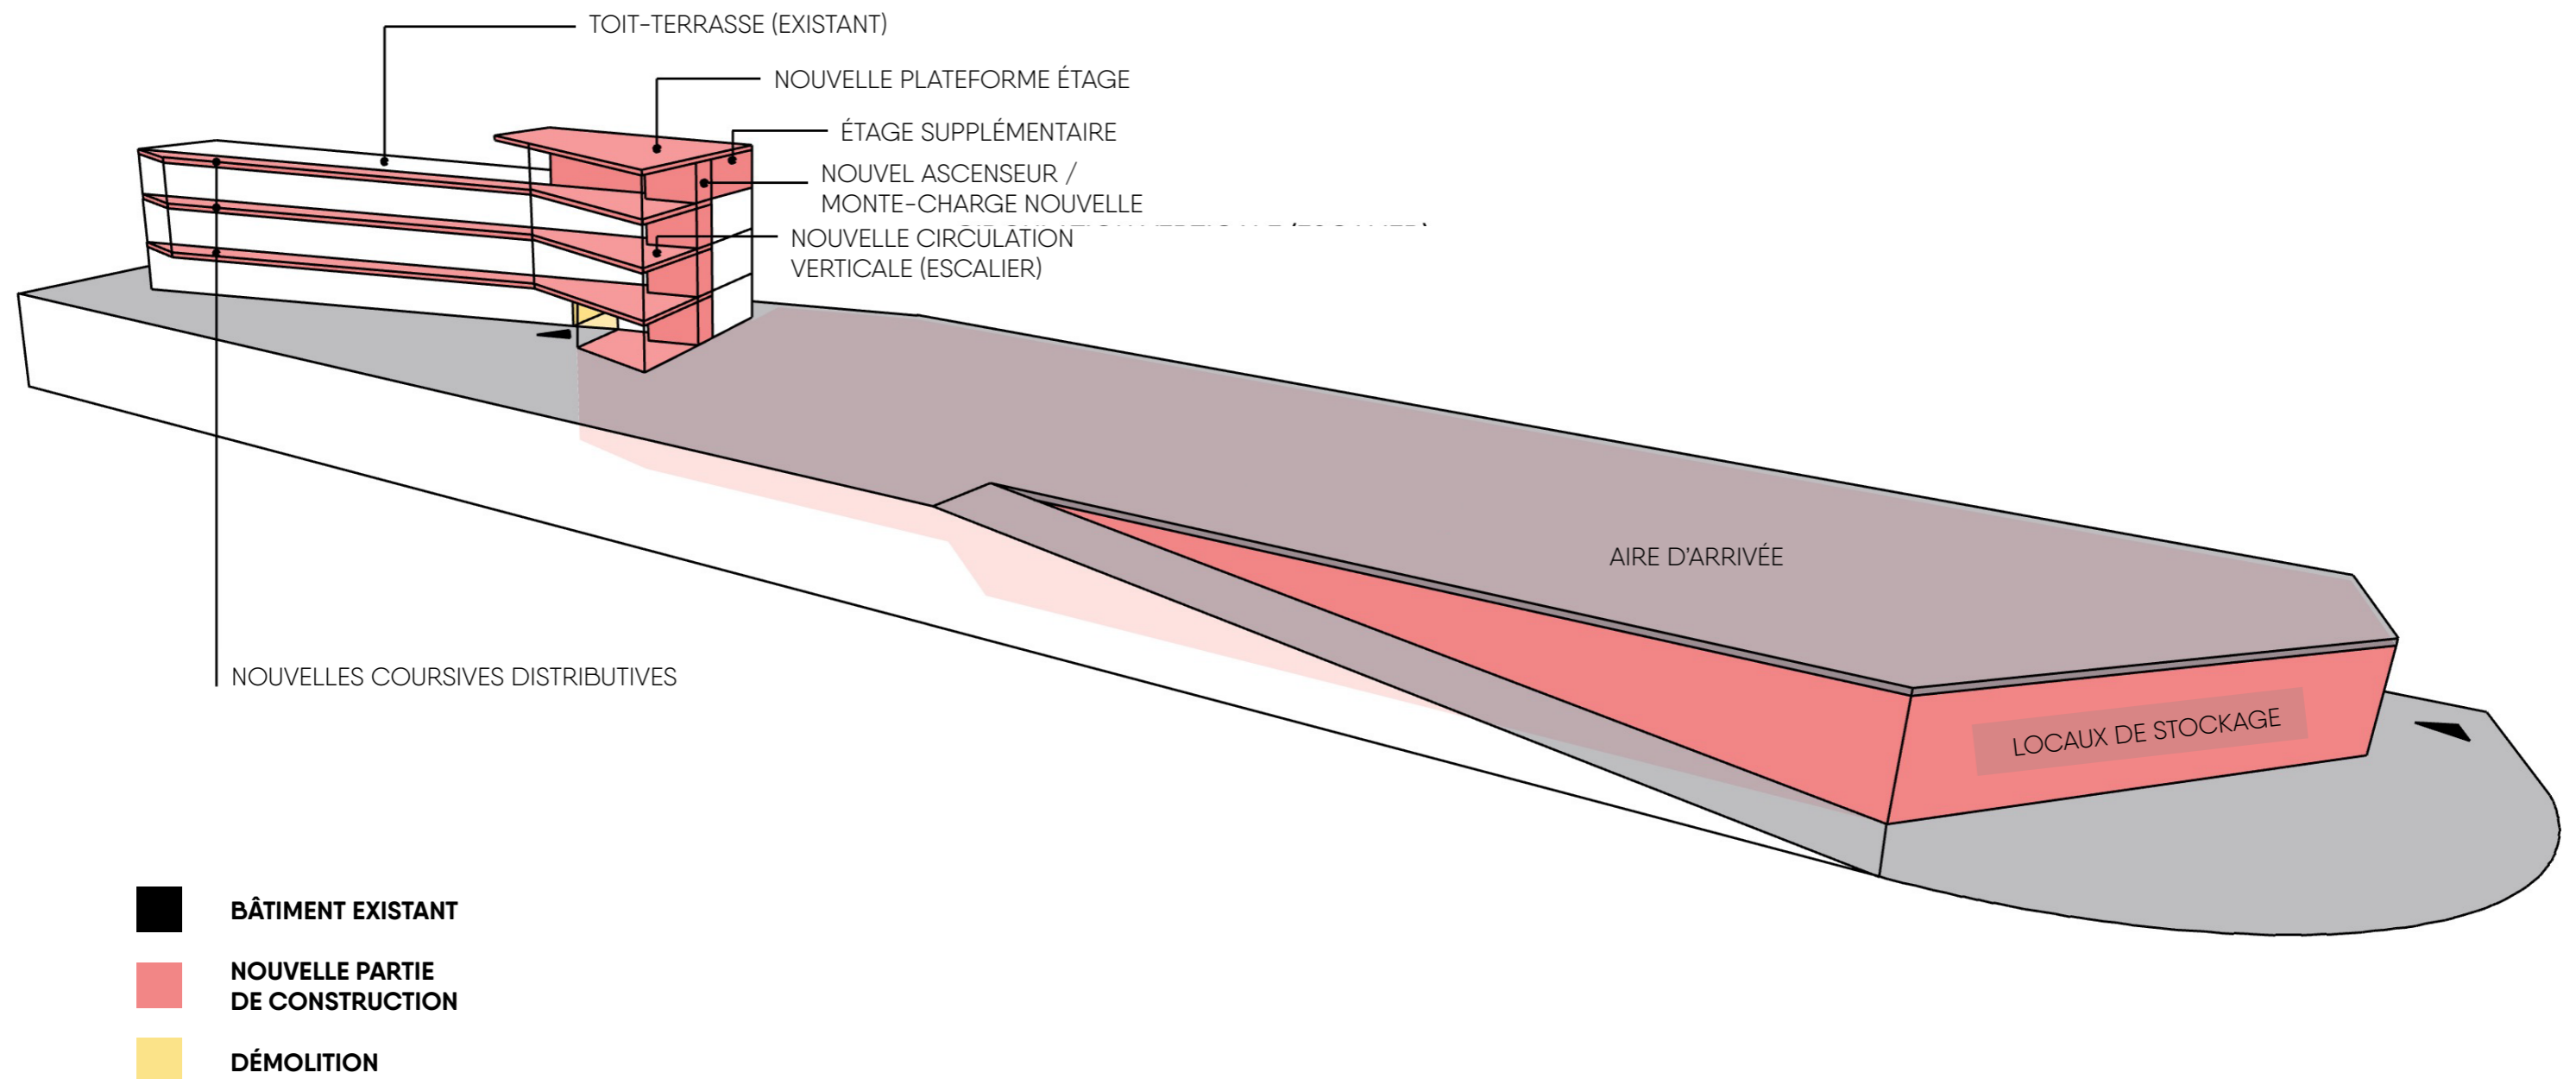 TOIT-TERRASSE (EXISTANT)
NOUVELLE PLATEFORME ÉTAGE
ÉTAGE SUPPLÉMENTAIRE
NOUVEL ASCENSEUR /
MONTE-CHARGE NOUVELLE
NOUVELLE CIRCULATION
VERTICALE (ESCALIER)
AIRE D'ARRIVÉE
NOUVELLES COURSIVES DISTRIBUTIVES
LOCAUX DE STOCKAGE
BÂTIMENT EXISTANT
NOUVELLE PARTIE
DE CONSTRUCTION
DÉMOLITION